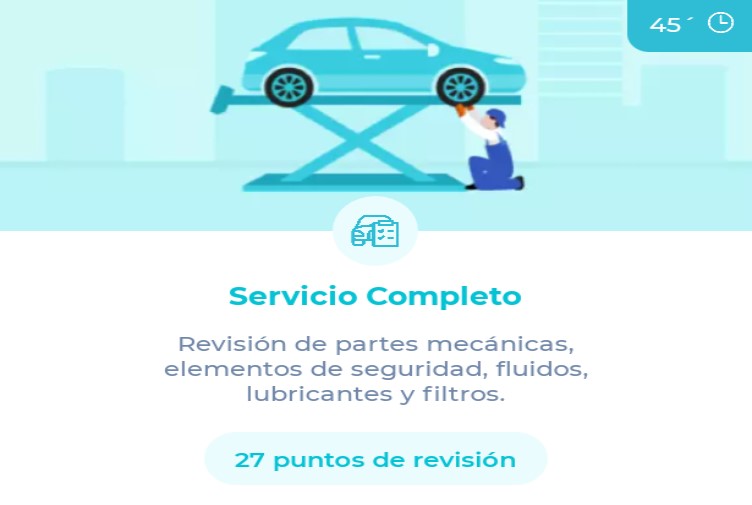 45´
Servicio Completo
Revisión de partes mecánicas,
elementos de seguridad, fluidos,
lubricantes y filtros.
27 puntos de revisión